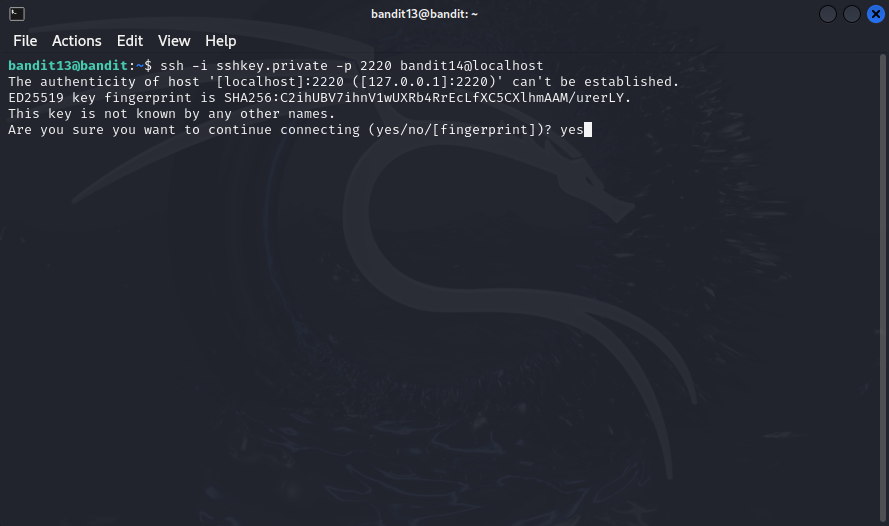 bandit13@bandit: ~
File Actions Edit View Help
bandit13@bandit:~$ ssh -i sshkey.private -p 2220 bandit14@localhost
The authenticity of host '[localhost]:2220 ([127.0.0.1]:2220)' can't be established.
ED25519 key fingerprint is SHA256:C2ihUBV7ihnV1wUXRb4RrEcLfXC5CXlhmAAM/urerLY.
This key is not known by any other names.
Are you sure you want to continue connecting (yes/no/[fingerprint])? yes